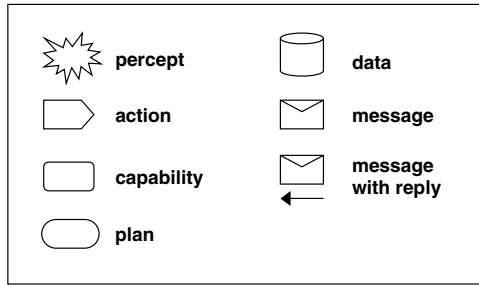 percept
action
capability
plan
data
message
message
with reply